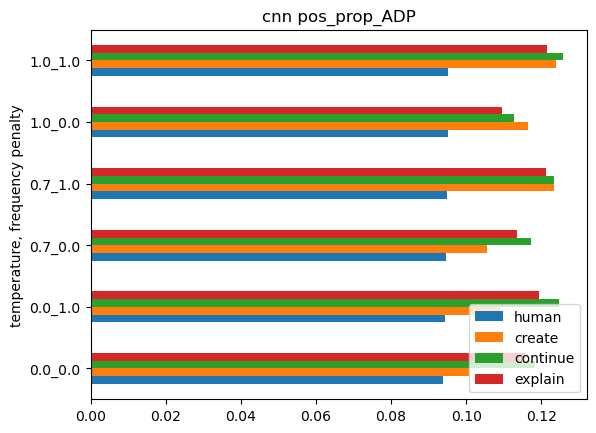 cnn pos_prop_ADP
temperature, frequency penalty
1.0_1.0
1.0_0.0
0.7_1.0
0.7_0.0
0.0_1.0
0.0_0.0
human
create
continue
explain
0.00 0.02 0.04 0.06 0.08 0.10 0.12